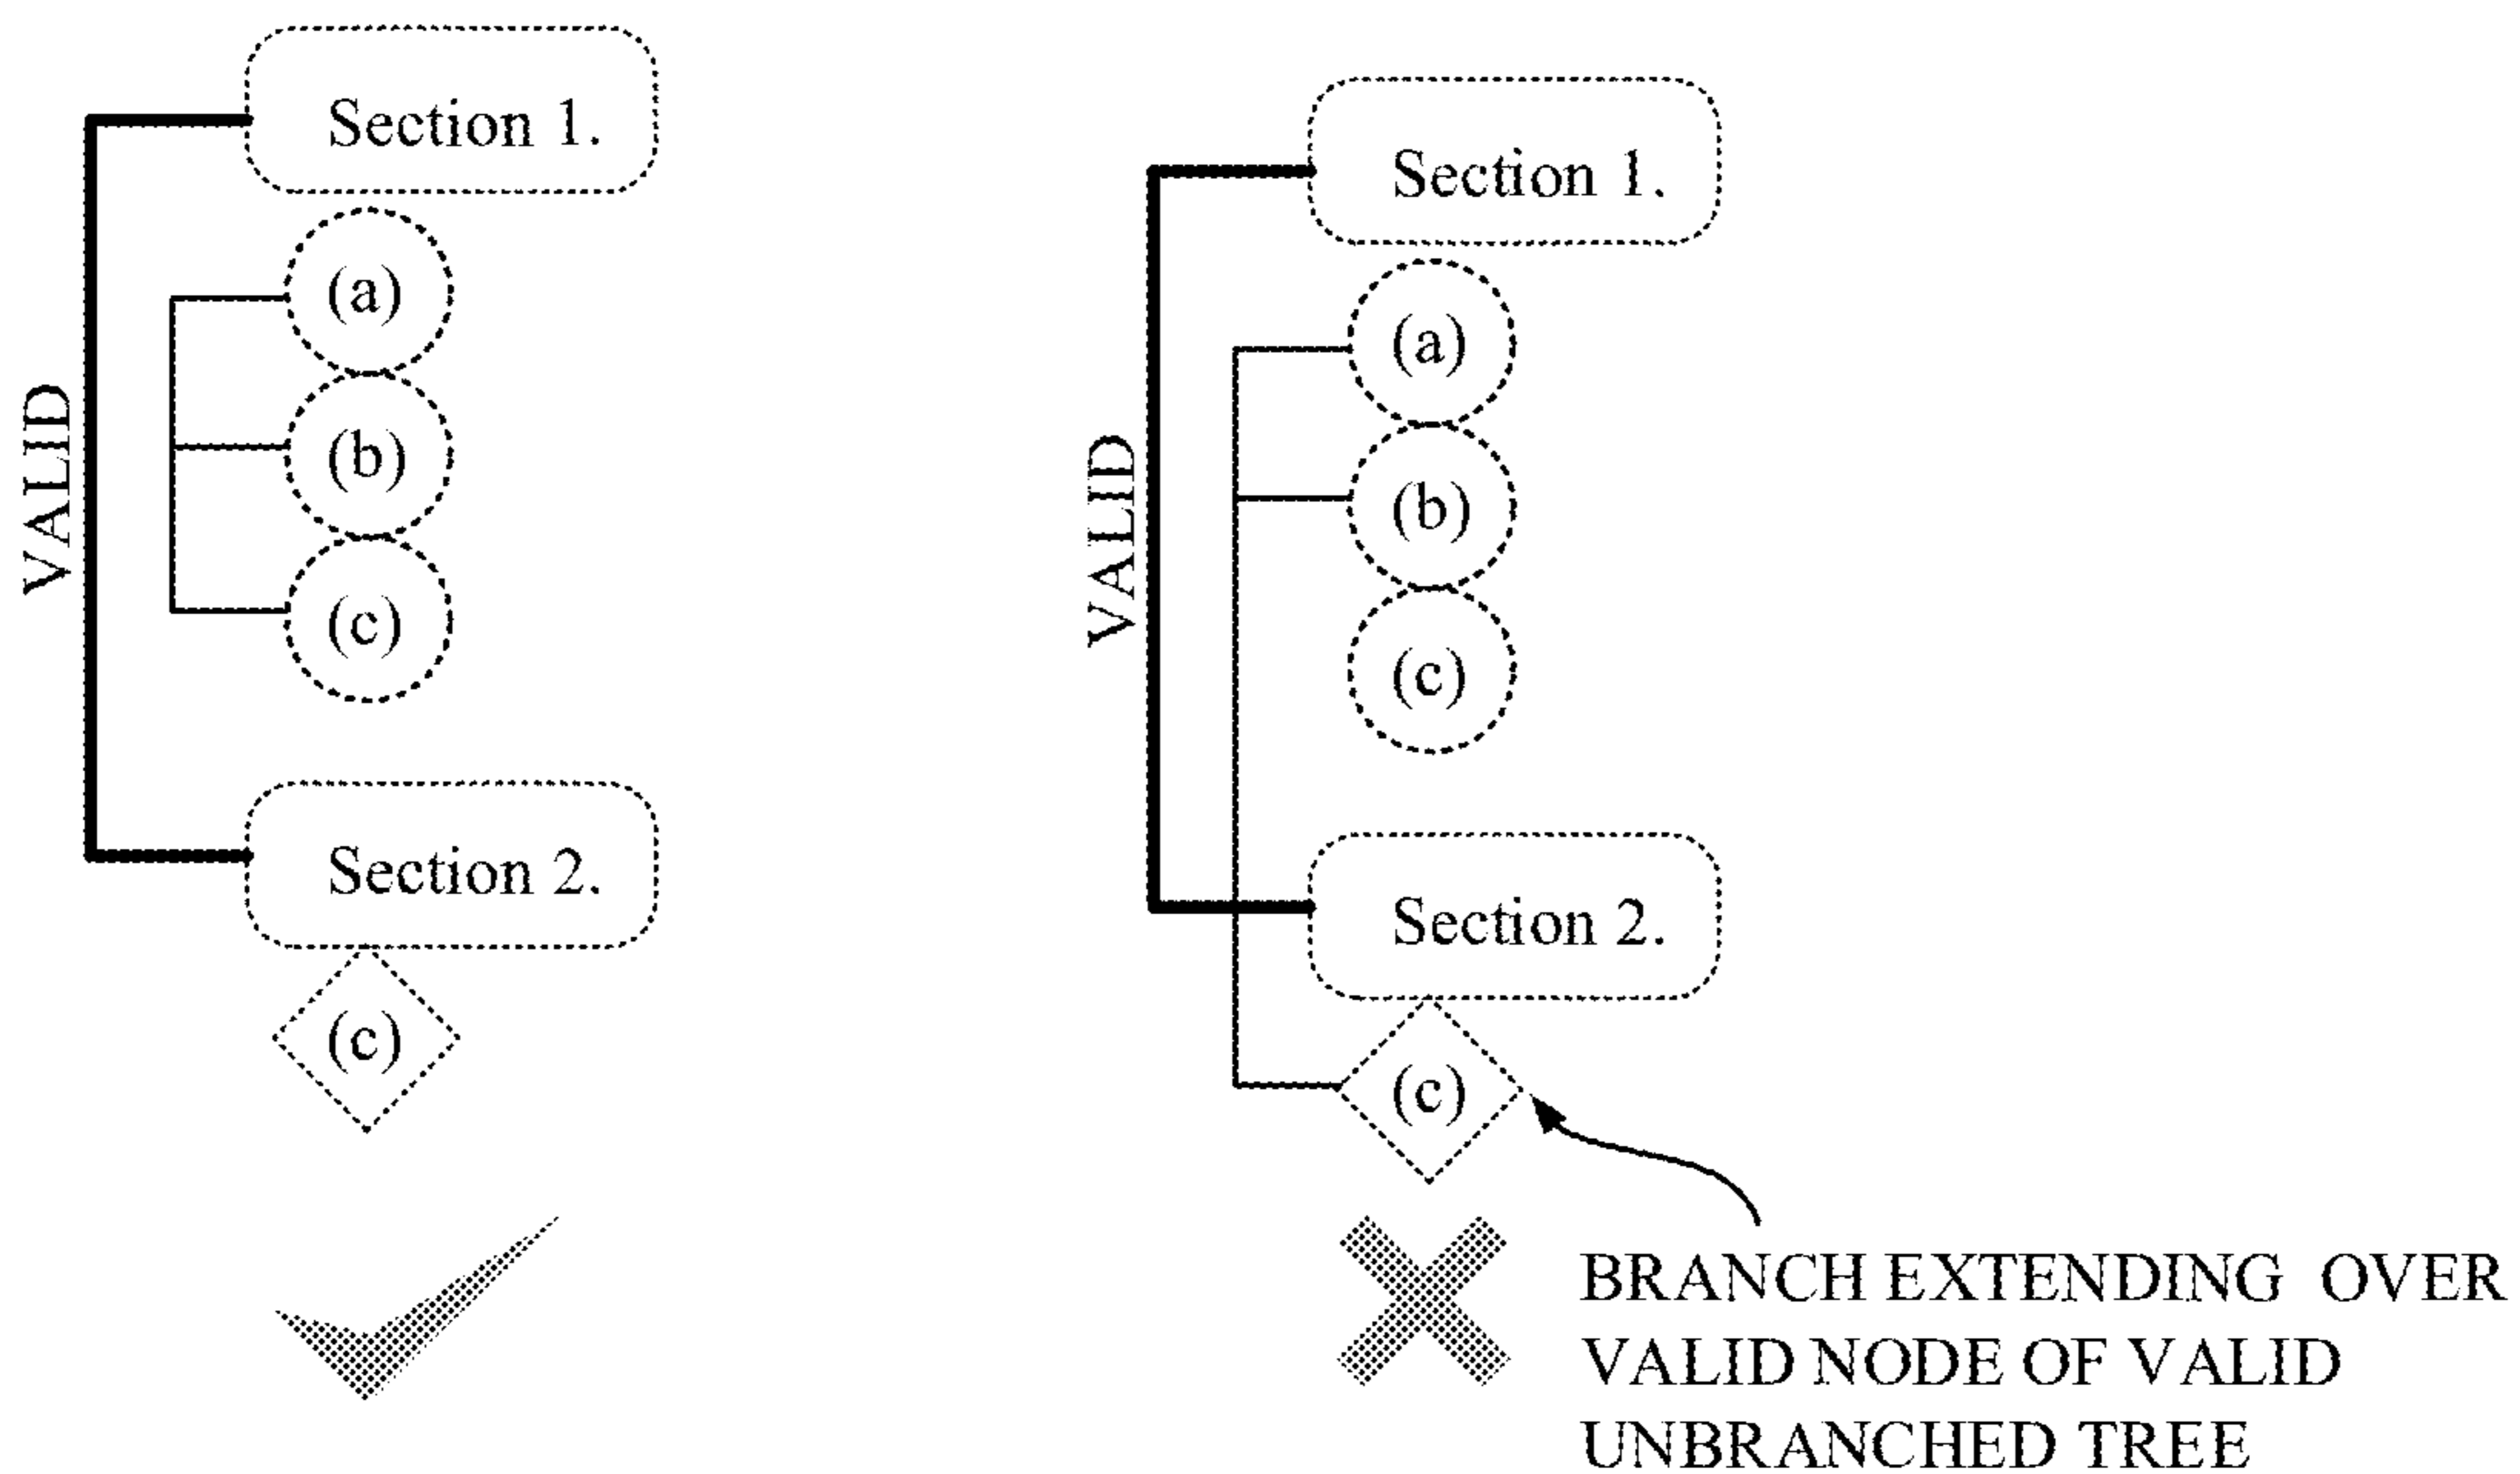 Section 1.
(a)
(b)
(c)
VALID
Section 2.
(c)
Section 1.
(a)
(b)
(c)
VALID
Section 2.
(c)
BRANCH EXTENDING OVER
VALID NODE OF VALID
UNBRANCHED TREE